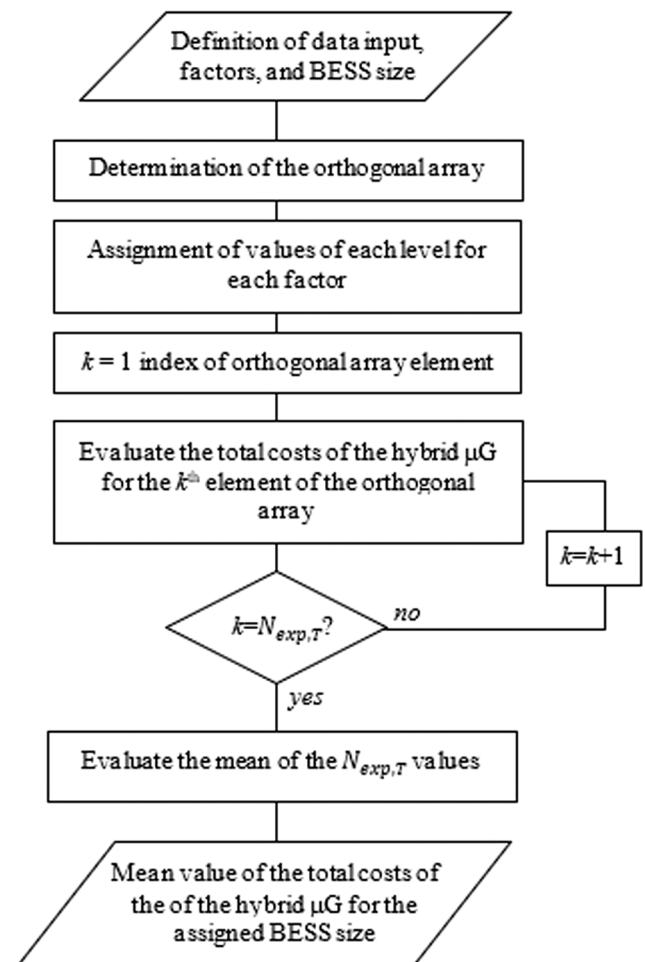 Definition of data input,
factors, and BESS size
Determination of the orthogonal array
Assignment of values of each level for
each factor
k = 1 index of orthogonal array element
Evaluate the total costs of the hybrid μG
for the kth element of the orthogonal
array
k=k+1
k=Nexp,T?
no
yes
Evaluate the mean of the Nexp,T values
Mean value of the total costs of
the of the hybrid μG for the
assigned BESS size